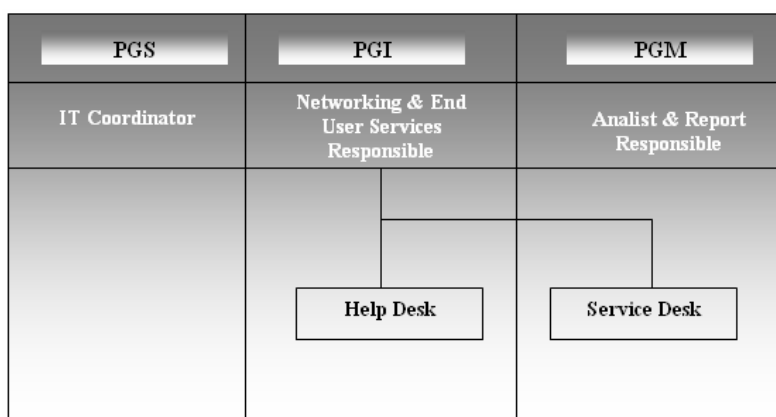 PGS
PGI
PGM
IT Coordinator
Networking & End
User Services
Responsible
Analist & Report
Responsible
Help Desk
Service Desk